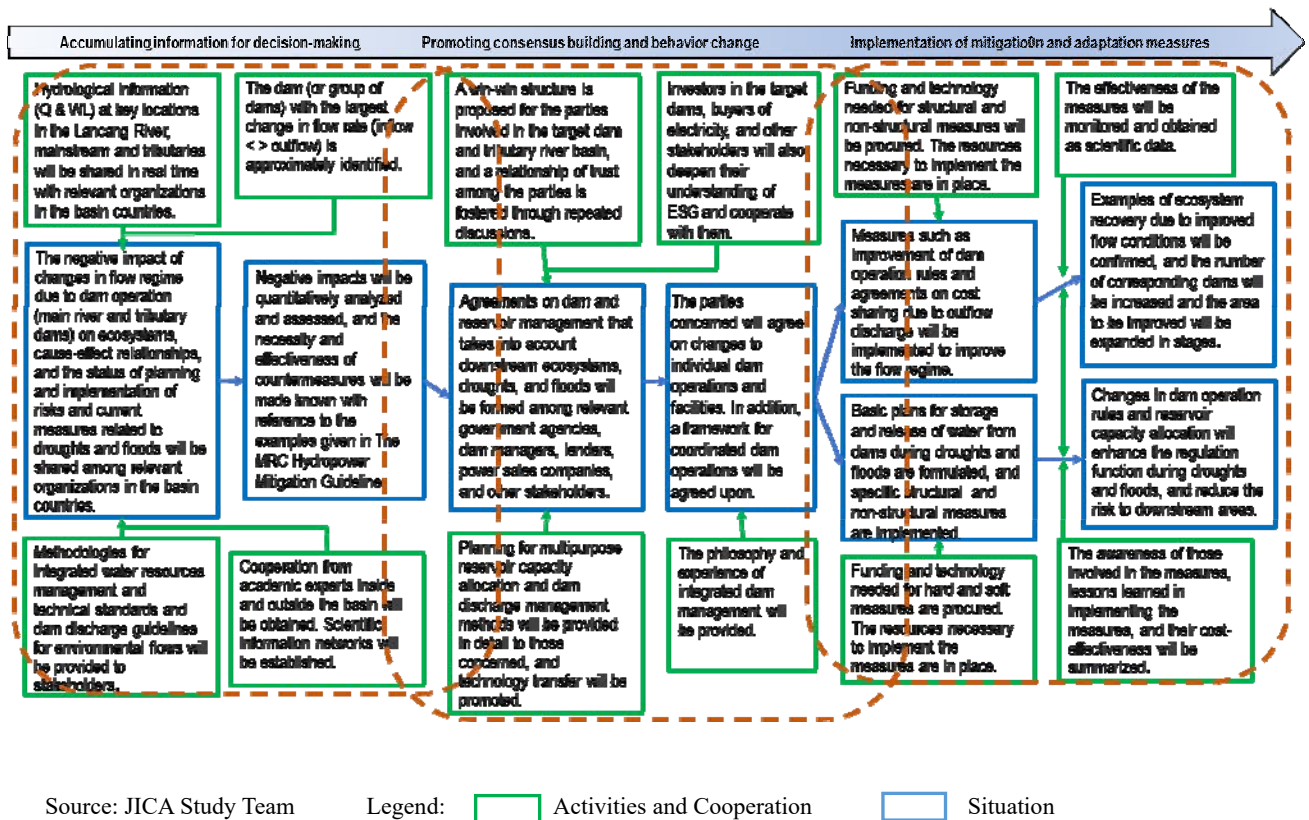 Accumulating information for decision-making
Promoting consensus building and behavior change
Implementation of mitigatio0n and adaptation measures
Hydrological information
(Q & WL) at key locations
in the Lancang River,
mainstream and tributaries
will be shared in real time
with relevant organizations
in the basin countries.
The dam (or group of
dams) with the largest
change in flow rate (inflow
< > outflow) is
approximately identified.
A win-win structure is
proposed for the parties
involved in the target dam
and tributary river basin,
and a relationship of trust
among the parties is
fostered through repeated
discussions.
Investors in the target
dams, buyers of
electricity, and other
stakeholders will also
deepen their
understanding of
ESG and cooperate
with them.
Funding and technology
needed for structural and
non-structural measures will
be procured. The resources
necessary to implement the
measures are in place.
The effectiveness of the
measures will be
monitored and obtained
as scientific data.
The negative impact of
changes in flow regime
due to dam operation
(main river and tributary
dams) on ecosystems,
cause-effect relationships,
and the status of planning
and implementation of
risks and current
measures related to
droughts and floods will be
shared among relevant
organizations in the basin
countries.
Negative impacts will be
quantitatively analyzed
and assessed, and the
necessity and
effectiveness of
countermeasures will be
made known with
reference to the
examples given in The
MRC Hydropower
Mitigation Guideline
Agreements on dam and
reservoir management that
takes into account
downstream ecosystems,
droughts, and floods will
be formed among relevant
government agencies,
dam managers, lenders,
power sales companies,
and other stakeholders.
The parties
concerned will agree
on changes to
individual dam
operations and
facilities. In addition,
a framework for
coordinated dam
operations will be
agreed upon.
Measures such as
improvement of dam
operation rules and
agreements on cost
sharing due to outflow
discharge will be
implemented to improve
the flow regime.
Examples of ecosystem
recovery due to improved
flow conditions will be
confirmed, and the number
of corresponding dams will
be increased and the area
to be improved will be
expanded in stages.
Basic plans for storage
and release of water from
dams during droughts and
floods are formulated, and
specific structural and
non-structural measures
are implemented.
Changes in dam operation
rules and reservoir
capacity allocation will
enhance the regulation
function during droughts
and floods, and reduce the
risk to downstream areas.
Methodologies for
integrated water resources
management and
technical standards and
dam discharge guidelines
for environmental flows will
be provided to
stakeholders.
Cooperation from
academic experts inside
and outside the basin will
be obtained. Scientific
information networks will
be established.
Planning for multipurpose
reservoir capacity
allocation and dam
discharge management
methods will be provided
in detail to those
concerned, and
technology transfer will be
promoted.
The philosophy and
experience of
integrated dam
management will
be provided.
Funding and technology
needed for hard and soft
measures are procured.
The resources necessary
to implement the
measures are in place.
The awareness of those
involved in the measures,
lessons learned in
implementing the
measures, and their cost-
effectiveness will be
summarized.
Source: JICA Study Team Legend: Activities and Cooperation Situation